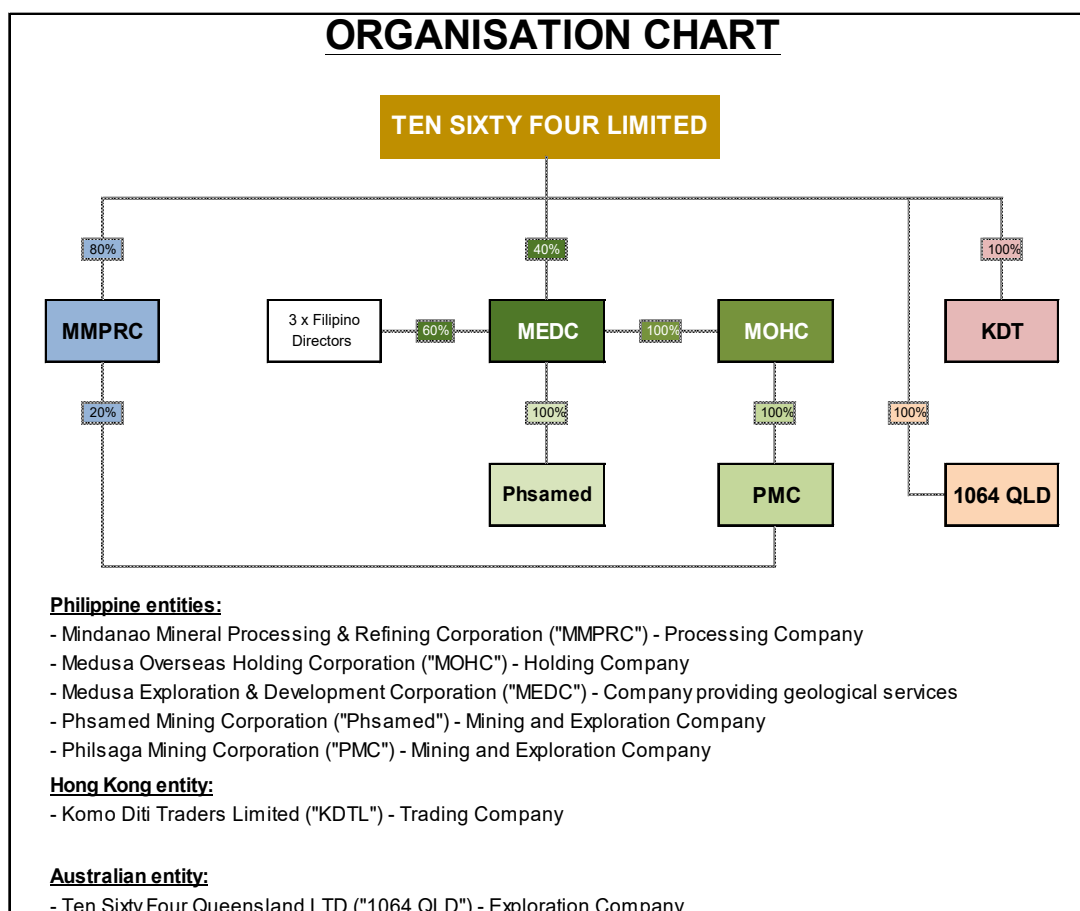 ORGANISATION CHART
TEN SIXTY FOUR LIMITED
80%
40%
100%
MMPRC
3 x Filipino
Directors
60%
MEDC
100%
MOHC
KDT
20%
100%
100%
100%
Phsamed
PMC
1064 QLD
Philippine entities:
- Mindanao Mineral Processing & Refining Corporation ("MMPRC") - Processing Company
- Medusa Overseas Holding Corporation ("MOHC") - Holding Company
- Medusa Exploration & Development Corporation ("MEDC") - Company providing geological services
- Phsamed Mining Corporation ("Phsamed") - Mining and Exploration Company
- Philsaga Mining Corporation ("PMC") - Mining and Exploration Company
Hong Kong entity:
- Komo Diti Traders Limited ("KDTL") - Trading Company
Australian entity:
- Ten Sixty Four Queensland LTD ("1064 QLD") - Exploration Company